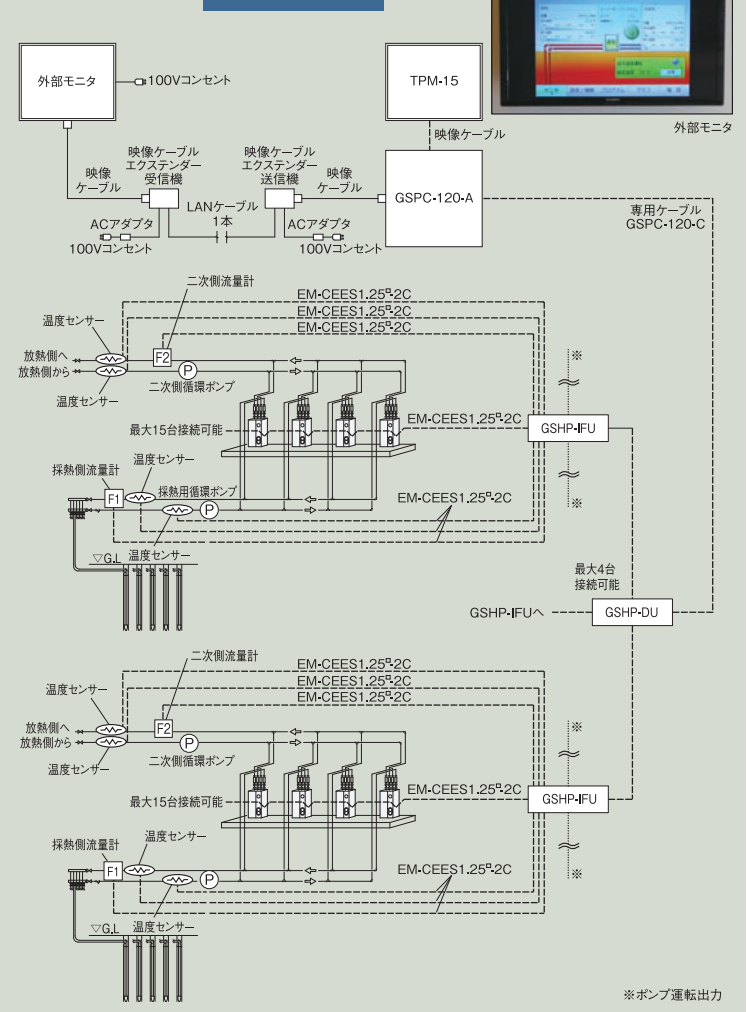 外部モニタ
100Vコンセント
TPM-15
外部モニタ
映像ケーブル
映像
ケーブル
映像ケーブル
エクステンダー
受信機
映像ケーブル
エクステンダー
送信機
映像
ケーブル
GSPC-120-A
LANケーブル
1本
ACアダプタ
100Vコンセント
ACアダプタ
100Vコンセント
専用ケーブル
GSPC-120-C
二次側流量計
EM-CEES1.25□-2C
EM-CEES1.25□-2C
EM-CEES1.25□-2C
温度センサー
放熱側へ
放熱側から
F2
P
温度センサー
二次側循環ポンプ
※
最大15台接続可能
EM-CEES1.25□-2C
GSHP-IFU
採熱側流量計
温度センサー
採熱用循環ポンプ
F1
P
EM-CEES1.25□-2C
※
▽G.L
温度センサー
最大4台
接続可能
GSHP-IFUへ
GSHP-DU
二次側流量計
EM-CEES1.25□-2C
EM-CEES1.25□-2C
EM-CEES1.25□-2C
温度センサー
放熱側へ
放熱側から
F2
P
温度センサー
二次側循環ポンプ
※
最大15台接続可能
EM-CEES1.25□-2C
GSHP-IFU
採熱側流量計
温度センサー
F1
P
EM-CEES1.25□-2C
※
▽G.L
温度センサー
※ポンプ運転出力